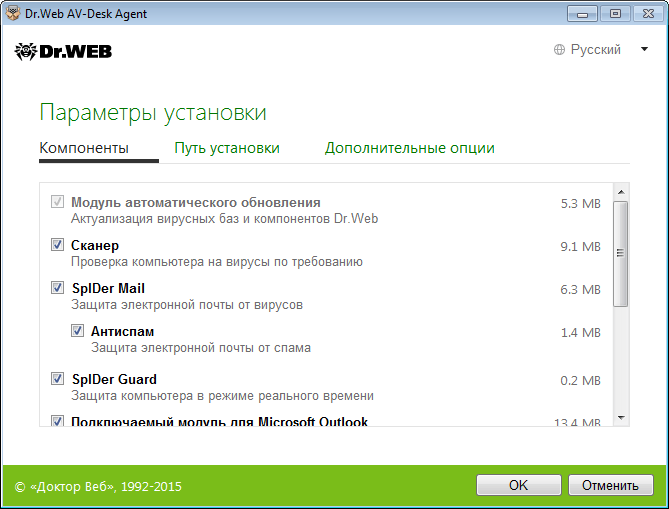 Dr.Web AV-Desk Agent
Dr.WEB
Русский
Параметры установки
Компоненты Путь установки Дополнительные опции
Модуль автоматического обновления 5.3 MB
Актуализация вирусных баз и компонентов Dr.Web
Сканер 9.1 MB
Проверка компьютера на вирусы по требованию
SpIDer Mail 6.3 MB
Защита электронной почты от вирусов
Антиспам 1.4 MB
Защита электронной почты от спама
SpIDer Guard 0.2 MB
Защита компьютера в режиме реального времени
Подключаемый модуль для Microsoft Outlook 13.4 MB
© «Доктор Веб», 1992-2015
OK Отменить